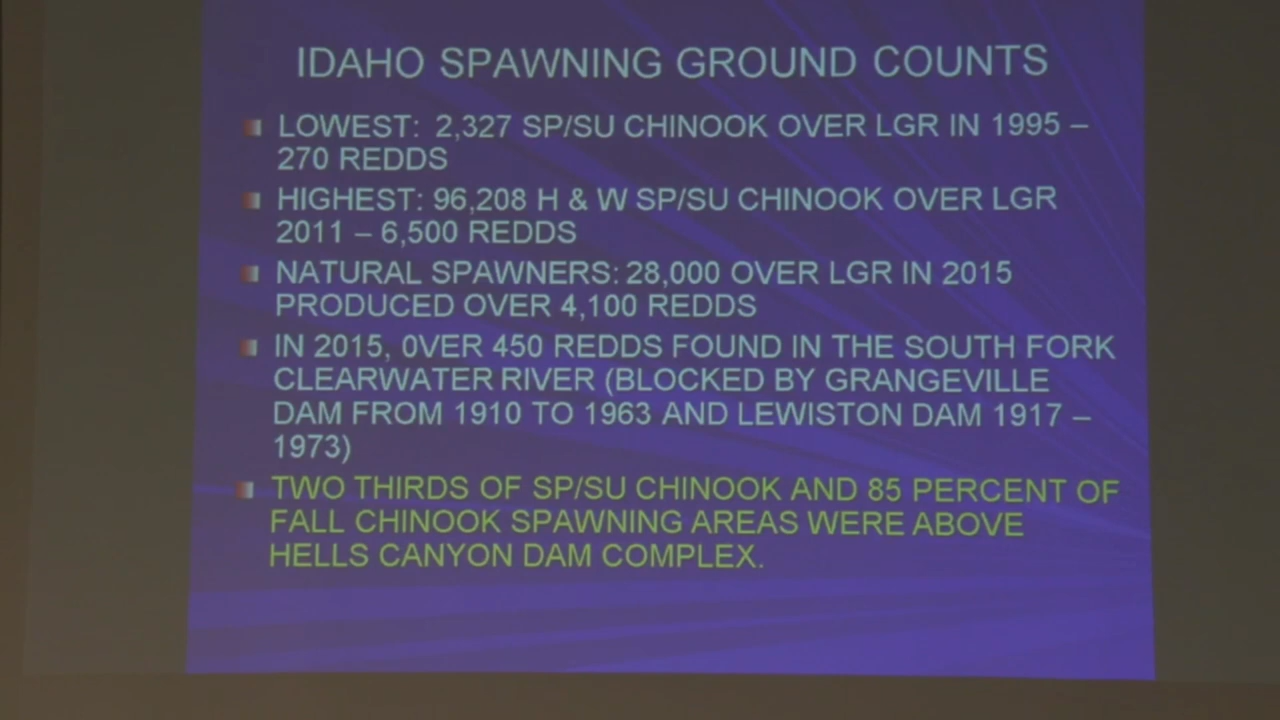 IDAHO SPAWNING GROUND COUNTS
LOWEST: 2,327 SP/SU CHINOOK OVER LGR IN 1995 –
270 REDDS
HIGHEST: 96,208 H & W SP/SU CHINOOK OVER LGR
2011 – 6,500 REDDS
NATURAL SPAWNERS: 28,000 OVER LGR IN 2015
PRODUCED OVER 4,100 REDDS
IN 2015, 0VER 450 REDDS FOUND IN THE SOUTH FORK
CLEARWATER RIVER (BLOCKED BY GRANGEVILLE
DAM FROM 1910 TO 1963 AND LEWISTON DAM 1917 –
1973)
TWO THIRDS OF SP/SU CHINOOK AND 85 PERCENT OF
FALL CHINOOK SPAWNING AREAS WERE ABOVE
HELLS CANYON DAM COMPLEX.